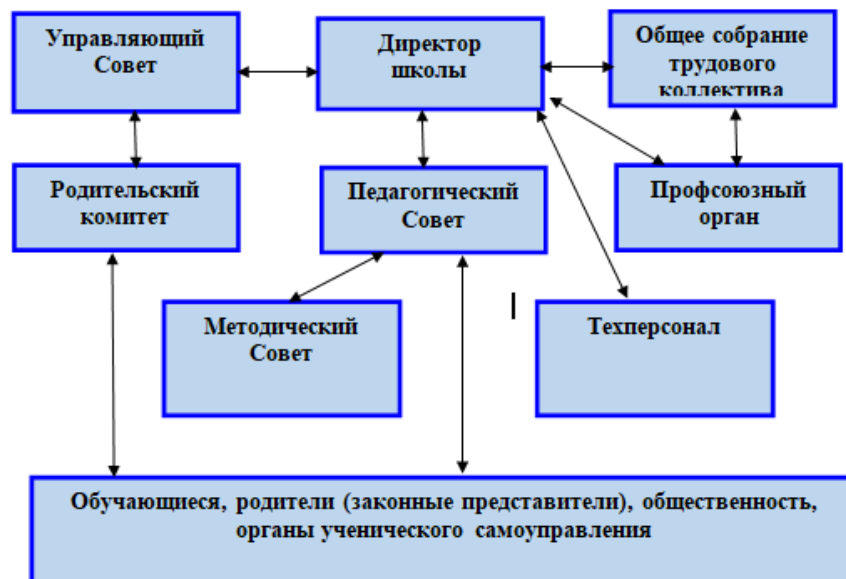 Управляющий
Совет
Директор
школы
Общее собрание
трудового
коллектива
Родительский
комитет
Педагогический
Совет
Профсоюзный
орган
Методический
Совет
Техперсонал
Обучающиеся, родители (законные представители), общественность,
органы ученического самоуправления